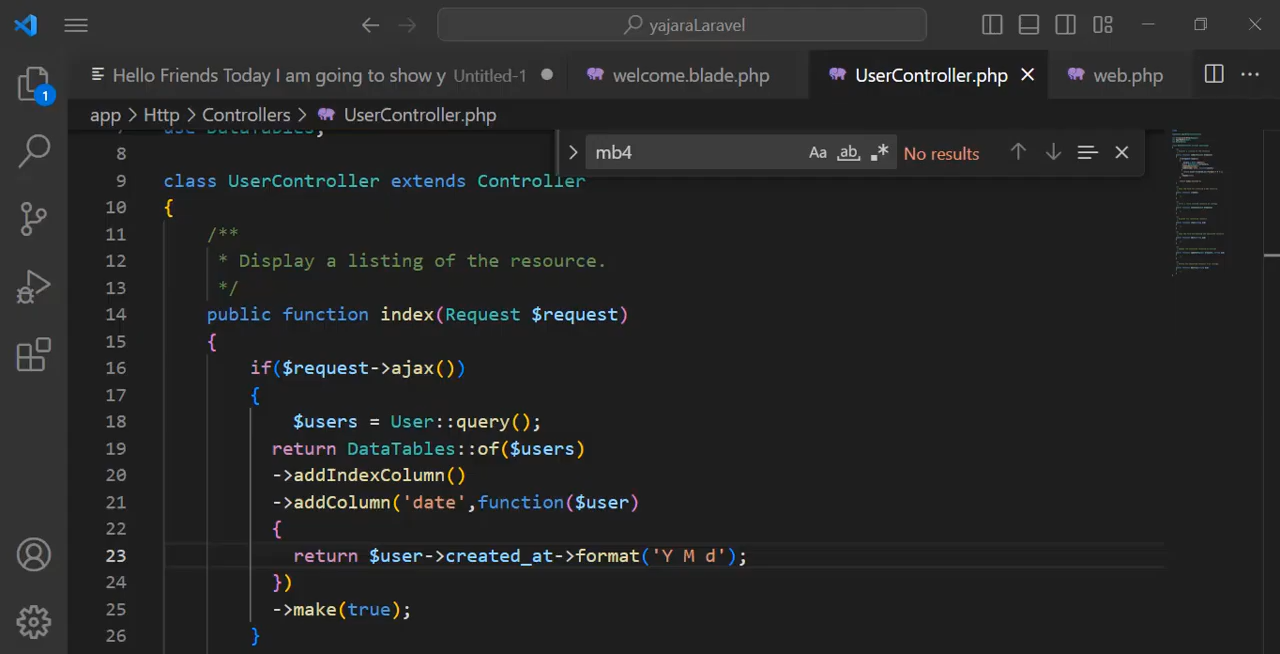 yajaraLaravel
Hello Friends Today I am going to show y Untitled-1
welcome.blade.php
UserController.php
web.php
1
app > Http > Controllers > UserController.php
mb4
Aa ab .*
No results
use DataTables;
8
9 class UserController extends Controller
10 {
11 /**
12 * Display a listing of the resource.
13 */
14 public function index(Request $request)
15 {
16 if($request->ajax())
17 {
18 $users = User::query();
19 return DataTables::of($users)
20 ->addIndexColumn()
21 ->addColumn('date',function($user)
22 {
23 return $user->created_at->format('Y M d');
24 })
25 ->make(true);
26 }